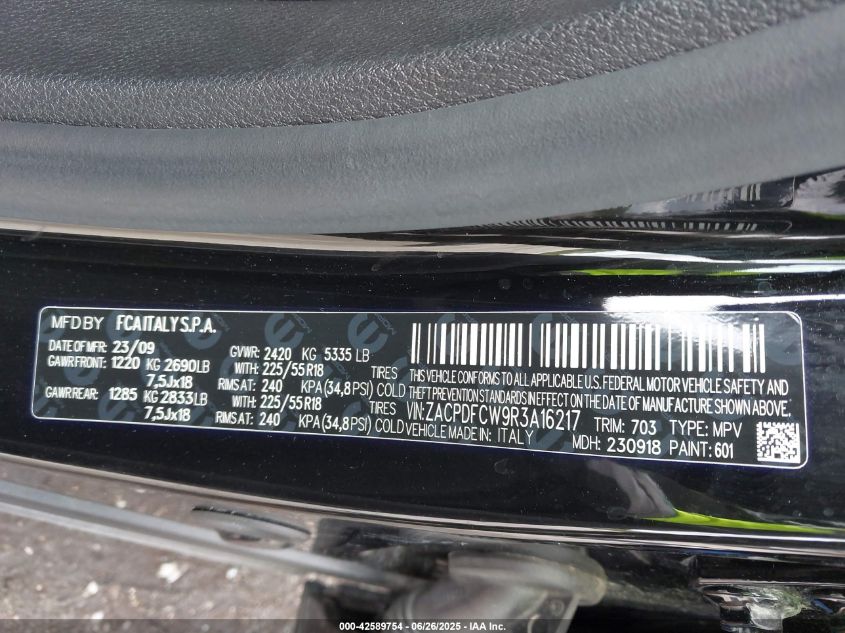 MFD BY FCA ITALY S.P.A.
DATE OF MFR: 23/09 GVWR: 2420 KG 5335 LB
GAWR FRONT: 1220 KG 2690LB WITH: 225/55R18 TIRES THIS VEHICLE CONFORMS TO ALL APPLICABLE U.S. FEDERAL MOTOR VEHICLE SAFETY AND
7,5Jx18 RIMS AT: 240 KPA (34,8 PSI) COLD THEFT PREVENTION STANDARDS IN EFFECT ON THE DATE OF MANUFACTURE SHOWN ABOVE.
GAWR REAR: 1285 KG 2833LB WITH: 225/55R18 TIRES VIN: ZACPDFCW9R3A16217 TRIM: 703 TYPE: MPV
7,5Jx18 RIMS AT: 240 KPA (34,8 PSI) COLD VEHICLE MADE IN: ITALY MDH: 230918 PAINT: 601
000-42589754 - 06/26/2025 - IAA Inc.